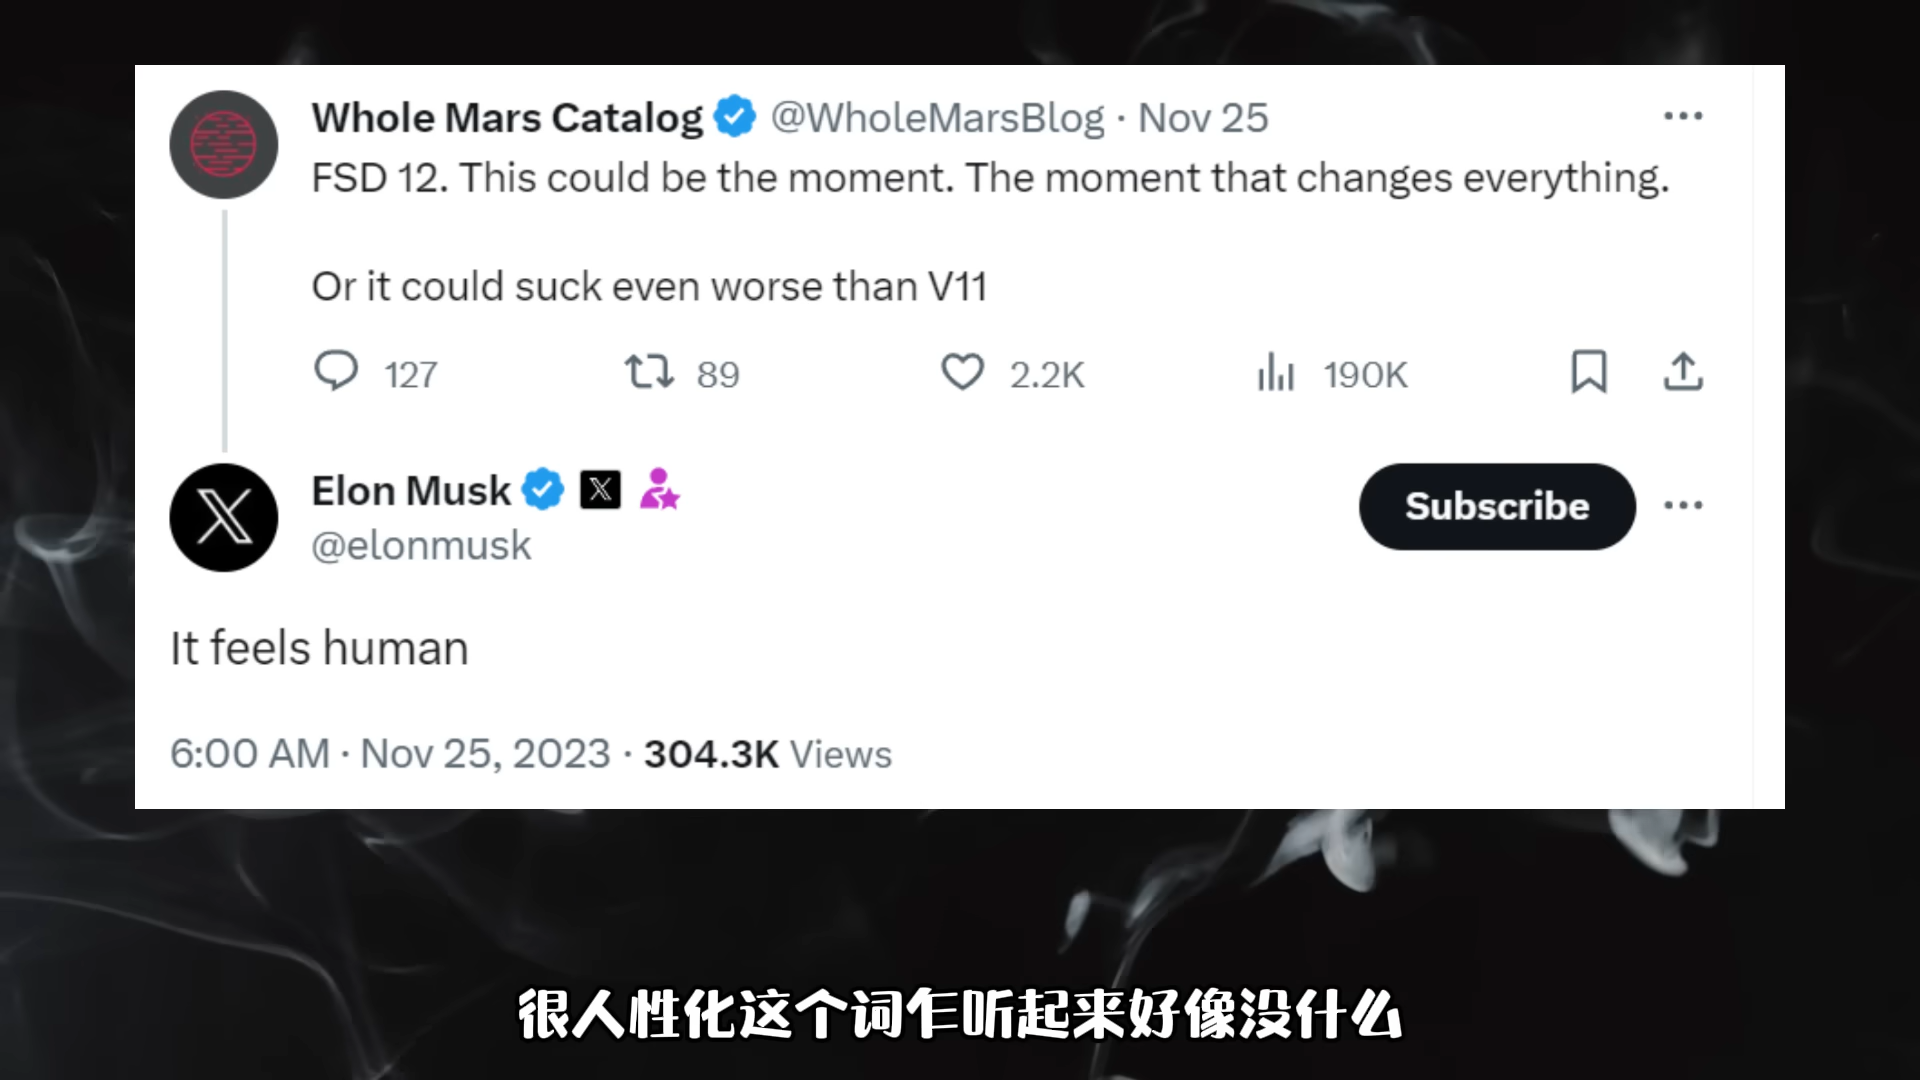 Whole Mars Catalog @WholeMarsBlog · Nov 25
FSD 12. This could be the moment. The moment that changes everything.
Or it could suck even worse than V11
127 89 2.2K 190K
Elon Musk
@elonmusk
Subscribe
It feels human
6:00 AM · Nov 25, 2023 · 304.3K Views
很人性化这个词乍听起来好像没什么